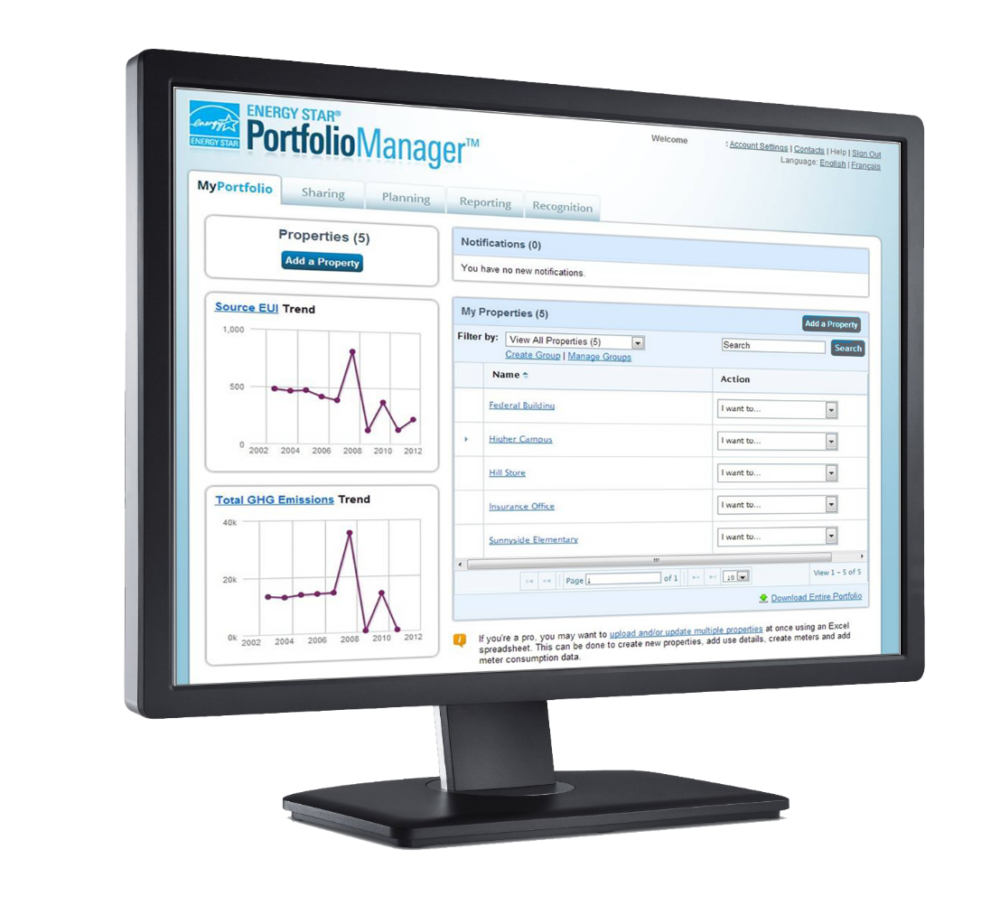 energy
ENERGY STAR
ENERGY STAR®
PortfolioManager™
Welcome
: Account Settings | Contacts | Help | Sign Out
Language: English | Français
MyPortfolio
Sharing
Planning
Reporting
Recognition
Properties (5)
Add a Property
Source EUI Trend
1,000
500
0
2002 2004 2006 2008 2010 2012
Total GHG Emissions Trend
40k
20k
0k
2002 2004 2006 2008 2010 2012
Notifications (0)
You have no new notifications.
My Properties (5)
Add a Property
Filter by: View All Properties (5)
Search Search
Create Group | Manage Groups
Name Action
Federal Building I want to...
Higher Campus I want to...
Hill Store I want to...
Insurance Office I want to...
Sunnyside Elementary I want to...
Page 1 of 1 10 View 1 - 5 of 5
Download Entire Portfolio
If you're a pro, you may want to upload and/or update multiple properties at once using an Excel
spreadsheet. This can be done to create new properties, add use details, create meters and add
meter consumption data.